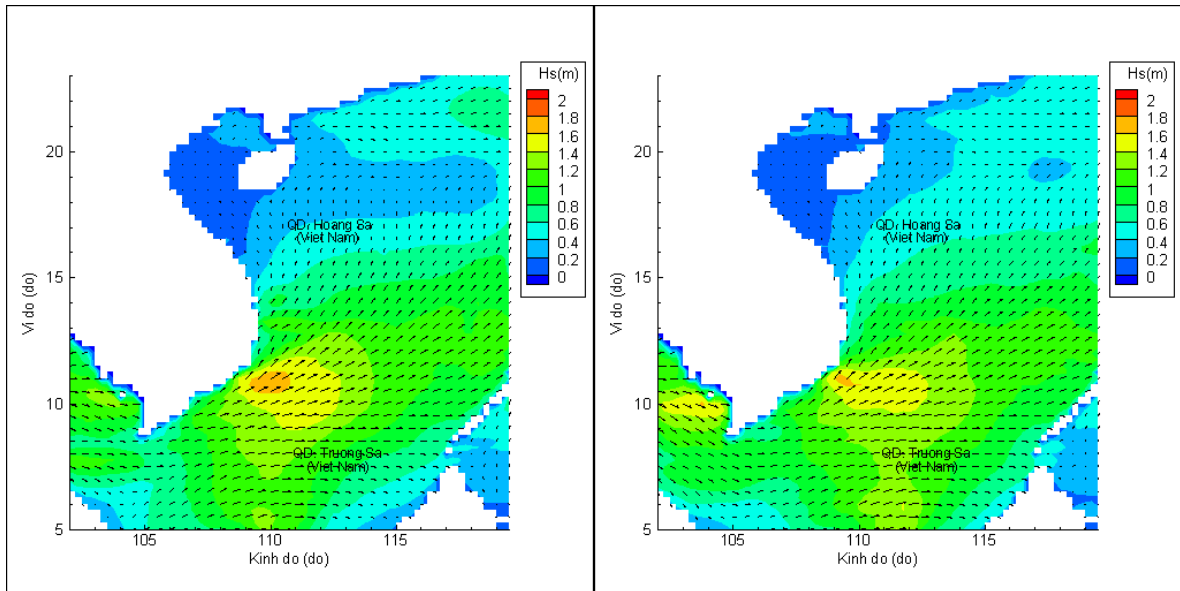 Hs(m)
2
1.8
1.6
1.4
1.2
1
0.8
0.6
0.4
0.2
0
20
15
10
5
Vi do (do)
QD. Hoang Sa
(Viet Nam)
QD. Truong Sa
(Viet Nam)
105
110
115
Kinh do (do)
Hs(m)
2
1.8
1.6
1.4
1.2
1
0.8
0.6
0.4
0.2
0
20
15
10
5
Vi do (do)
QD. Hoang Sa
(Viet Nam)
QD. Truong Sa
(Viet Nam)
105
110
115
Kinh do (do)